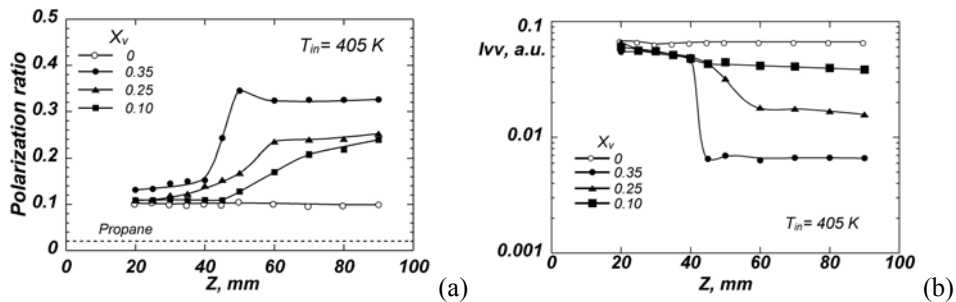 0.5
0.4
0.3
0.2
0.1
0
Polarization ratio
Xv
0
0.35
0.25
0.10
Tin= 405 K
Propane
0 20 40 60 80 100
Z, mm
(a)
0.1
Ivv, a.u.
0.01
0.001
Xv
0
0.35
0.25
0.10
Tin= 405 K
0 20 40 60 80 100
Z, mm
(b)